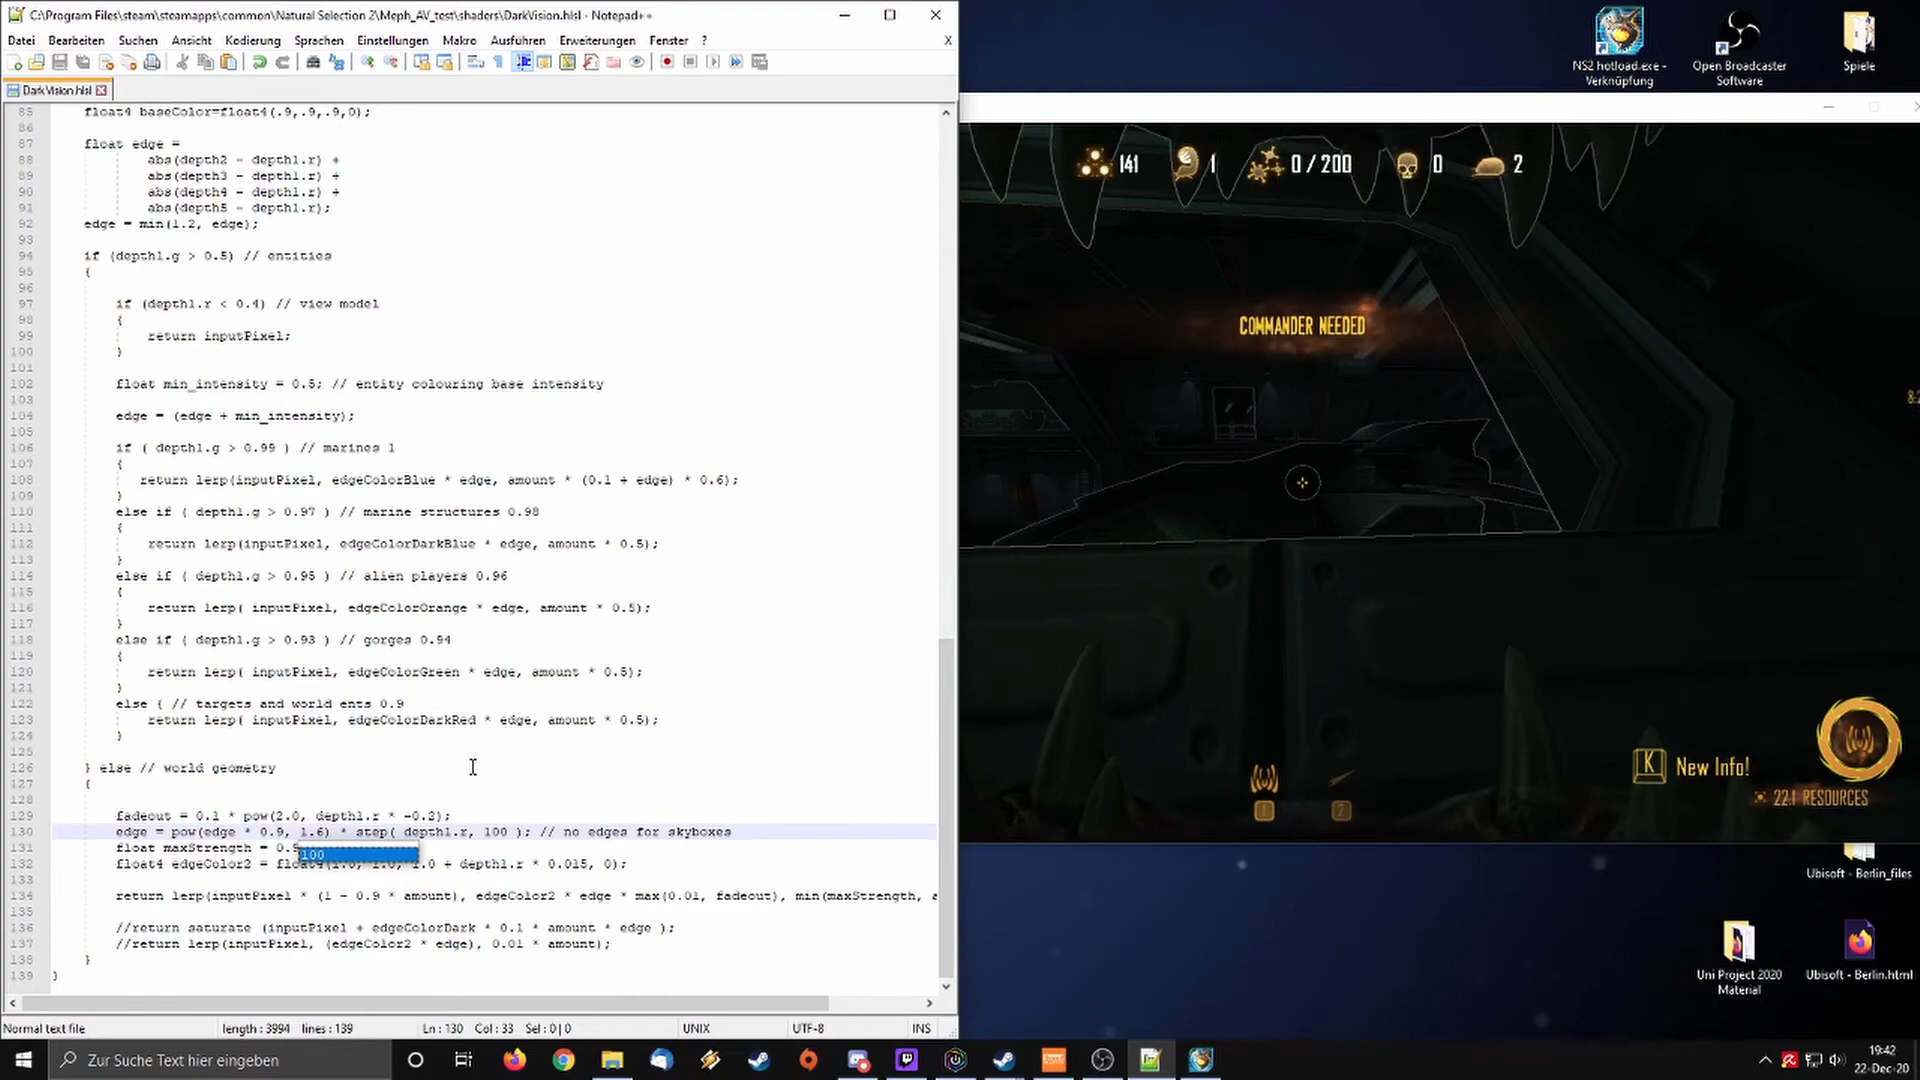 C:\Program Files\steam\steamapps\common\Natural Selection 2\Meph_AV_test\shaders\DarkVision.hlsl - Notepad++
Datei Bearbeiten Suchen Ansicht Kodierung Sprachen Einstellungen Makro Ausführen Erweiterungen Fenster ? X
DarkVision.hlsl
85 float4 baseColor=float4(.9,.9,.9,0);
86
87 float edge =
88 abs(depth2 - depth1.r) +
89 abs(depth3 - depth1.r) +
90 abs(depth4 - depth1.r) +
91 abs(depth5 - depth1.r);
92 edge = min(1.2, edge);
93
94 if (depth1.g > 0.5) // entities
95 {
96
97 if (depth1.r < 0.4) // view model
98 {
99 return inputPixel;
100 }
101
102 float min_intensity = 0.5; // entity colouring base intensity
103
104 edge = (edge + min_intensity);
105
106 if ( depth1.g > 0.99 ) // marines 1
107 {
108 return lerp(inputPixel, edgeColorBlue * edge, amount * (0.1 + edge) * 0.6);
109 }
110 else if ( depth1.g > 0.97 ) // marine structures 0.98
111 {
112 return lerp(inputPixel, edgeColorDarkBlue * edge, amount * 0.5);
113 }
114 else if ( depth1.g > 0.95 ) // alien players 0.96
115 {
116 return lerp( inputPixel, edgeColorOrange * edge, amount * 0.5);
117 }
118 else if ( depth1.g > 0.93 ) // gorges 0.94
119 {
120 return lerp( inputPixel, edgeColorGreen * edge, amount * 0.5);
121 }
122 else { // targets and world ents 0.9
123 return lerp( inputPixel, edgeColorDarkRed * edge, amount * 0.5);
124 }
125
126 } else // world geometry
127 {
128
129 fadeout = 0.1 * pow(2.0, depth1.r * -0.2);
130 edge = pow(edge * 0.9, 1.6) * step( depth1.r, 100 ); // no edges for skyboxes
131 float maxStrength = 0.9
100
132 float4 edgeColor2 = float4(1.0, 1.0, 1.0 + depth1.r * 0.015, 0);
133
134 return lerp(inputPixel * (1 - 0.9 * amount), edgeColor2 * edge * max(0.01, fadeout), min(maxStrength, a
135
136 //return saturate (inputPixel + edgeColorDark * 0.1 * amount * edge );
137 //return lerp(inputPixel, (edgeColor2 * edge), 0.01 * amount);
138 }
139 }
Normal text file length : 3994 lines : 139 Ln : 130 Col : 33 Sel : 0 | 0 UNIX UTF-8 INS
NS2 hotload.exe -
Verknüpfung
Open Broadcaster
Software
Spiele
141 1 0 / 200 0 2
COMMANDER NEEDED
K New Info!
22.1 RESOURCES
1 2
Ubisoft - Berlin_files
Uni Project 2020
Material
Ubisoft - Berlin.html
Zur Suche Text hier eingeben
19:42
22-Dec-20